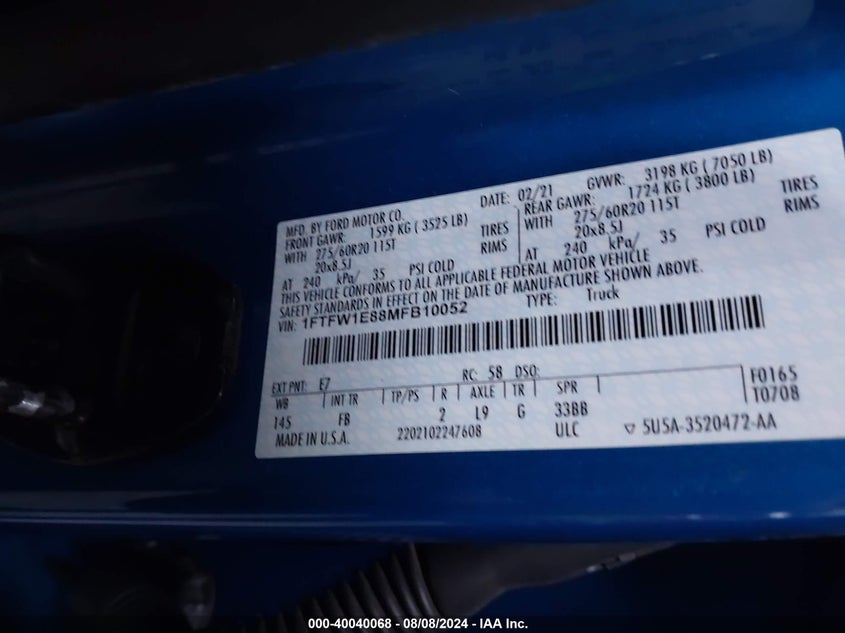 MFD. BY FORD MOTOR CO.
DATE: 02/21
GVWR: 3198 KG ( 7050 LB)
FRONT GAWR: 1599 KG ( 3525 LB)
REAR GAWR: 1724 KG ( 3800 LB)
WITH 275/60R20 115T TIRES
WITH 275/60R20 115T TIRES
20x8.5J RIMS
20x8.5J RIMS
AT 240 kPa/ 35 PSI COLD
AT 240 kPa/ 35 PSI COLD
THIS VEHICLE CONFORMS TO ALL APPLICABLE FEDERAL MOTOR VEHICLE
SAFETY STANDARDS IN EFFECT ON THE DATE OF MANUFACTURE SHOWN ABOVE.
VIN: 1FTFW1E88MFB10052
TYPE: Truck
EXT PNT: E7 RC: 58 DSO:
F0165
WB INT TR TP/PS R AXLE TR SPR
T0708
145 FB 2 L9 G 33BB
MADE IN U.S.A. 2202102247608 ULC ▽ 5U5A-3520472-AA
000-40040068 - 08/08/2024 - IAA Inc.